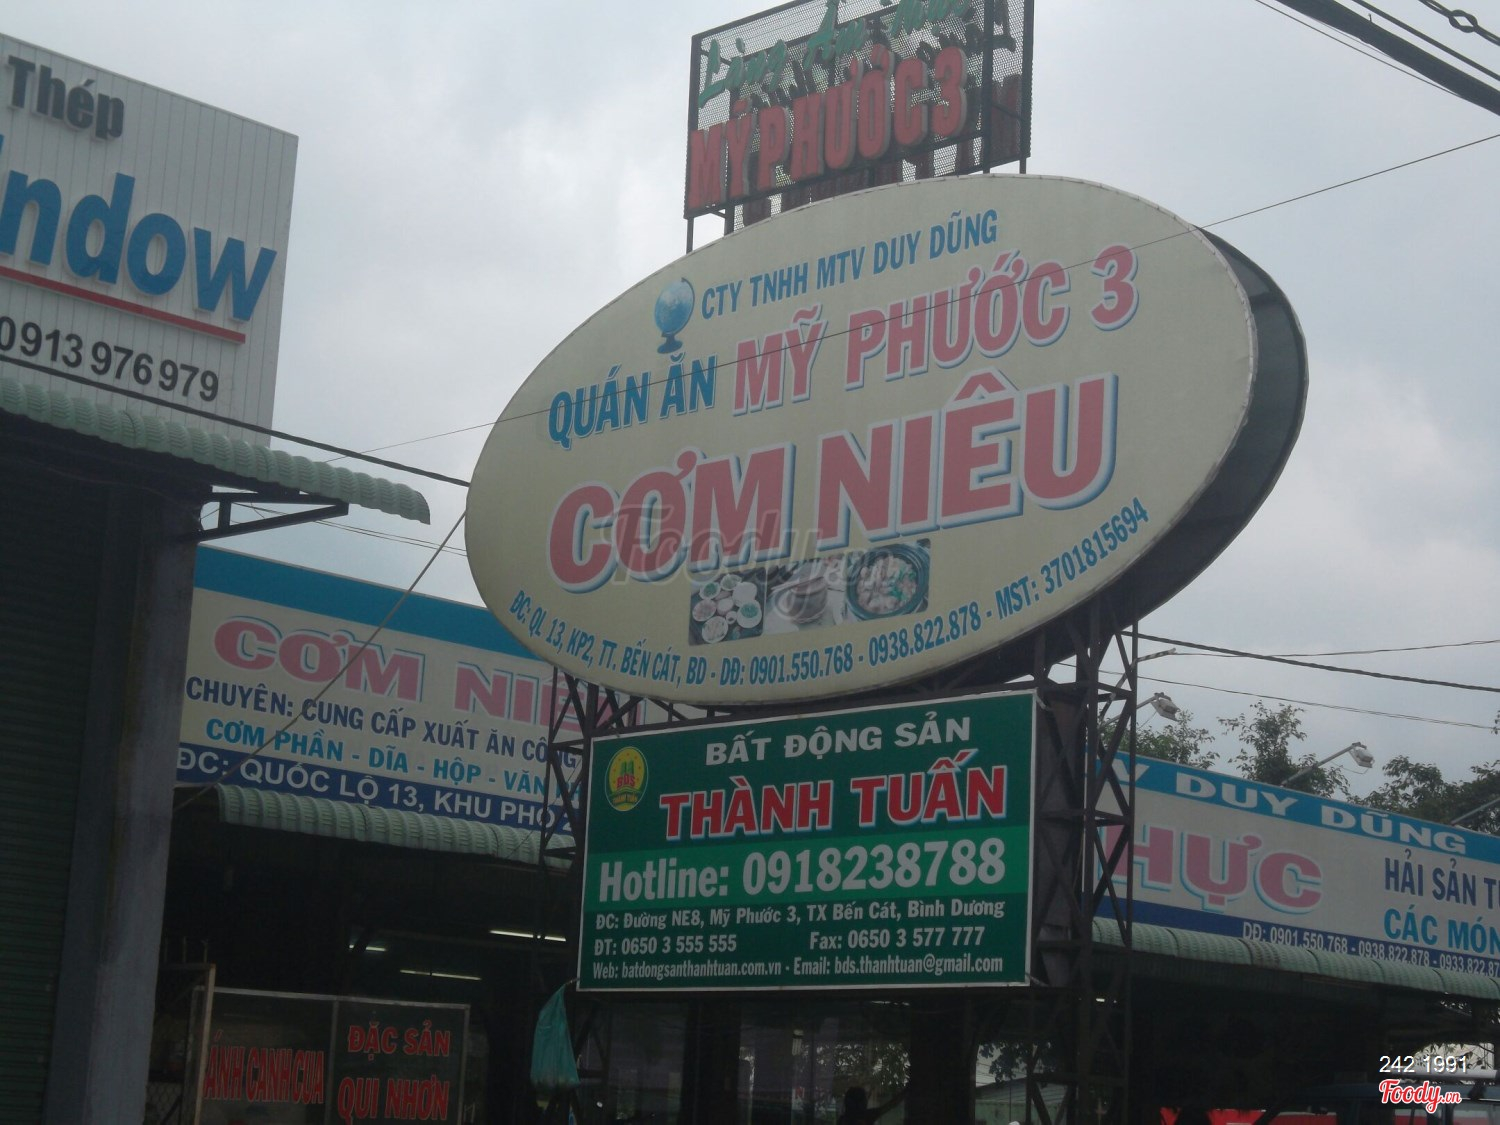 Thép
ndow
0913 976 979
Làng Ẩm Thực
MỸ PHƯỚC 3
CTY TNHH MTV DUY DŨNG
QUÁN ĂN MỸ PHƯỚC 3
CƠM NIÊU
ĐC: QL 13, KP2, TT. BẾN CÁT, BD - DĐ: 0901.550.768 - 0938.822.878 - MST: 3701815694
Foody.vn
CƠM NIÊU
CHUYÊN: CUNG CẤP XUẤT ĂN CÔNG
CƠM PHẦN - DĨA - HỘP - VĂN
ĐC: QUỐC LỘ 13, KHU PHỐ 2
BẤT ĐỘNG SẢN
THÀNH TUẤN
Hotline: 0918238788
ĐC: Đường NE8, Mỹ Phước 3, TX Bến Cát, Bình Dương
ĐT: 0650 3 555 555 Fax: 0650 3 577 777
Web: batdongsanthanhtuan.com.vn - Email: bds.thanhtuan@gmail.com
BDS
DUY DŨNG
THỰC
HẢI SẢN
CÁC MÓN
DĐ: 0901.550.768 - 0938.822.878 - 0933.822.87
ÁNH CANH CUA
ĐẶC SẢN
QUI NHƠN
242 1991
Foody.vn